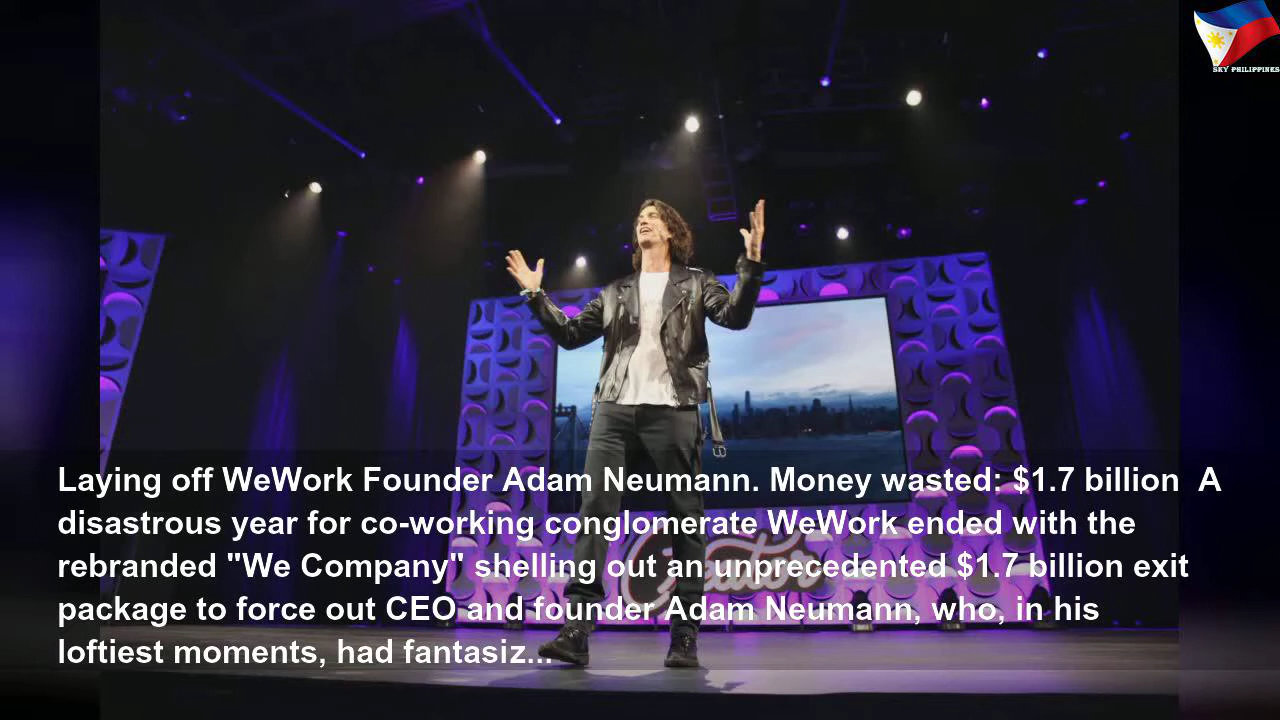 SKY PHILIPPINES
Laying off WeWork Founder Adam Neumann. Money wasted: $1.7 billion  A
disastrous year for co-working conglomerate WeWork ended with the
rebranded "We Company" shelling out an unprecedented $1.7 billion exit
package to force out CEO and founder Adam Neumann, who, in his
loftiest moments, had fantasiz...
Creator